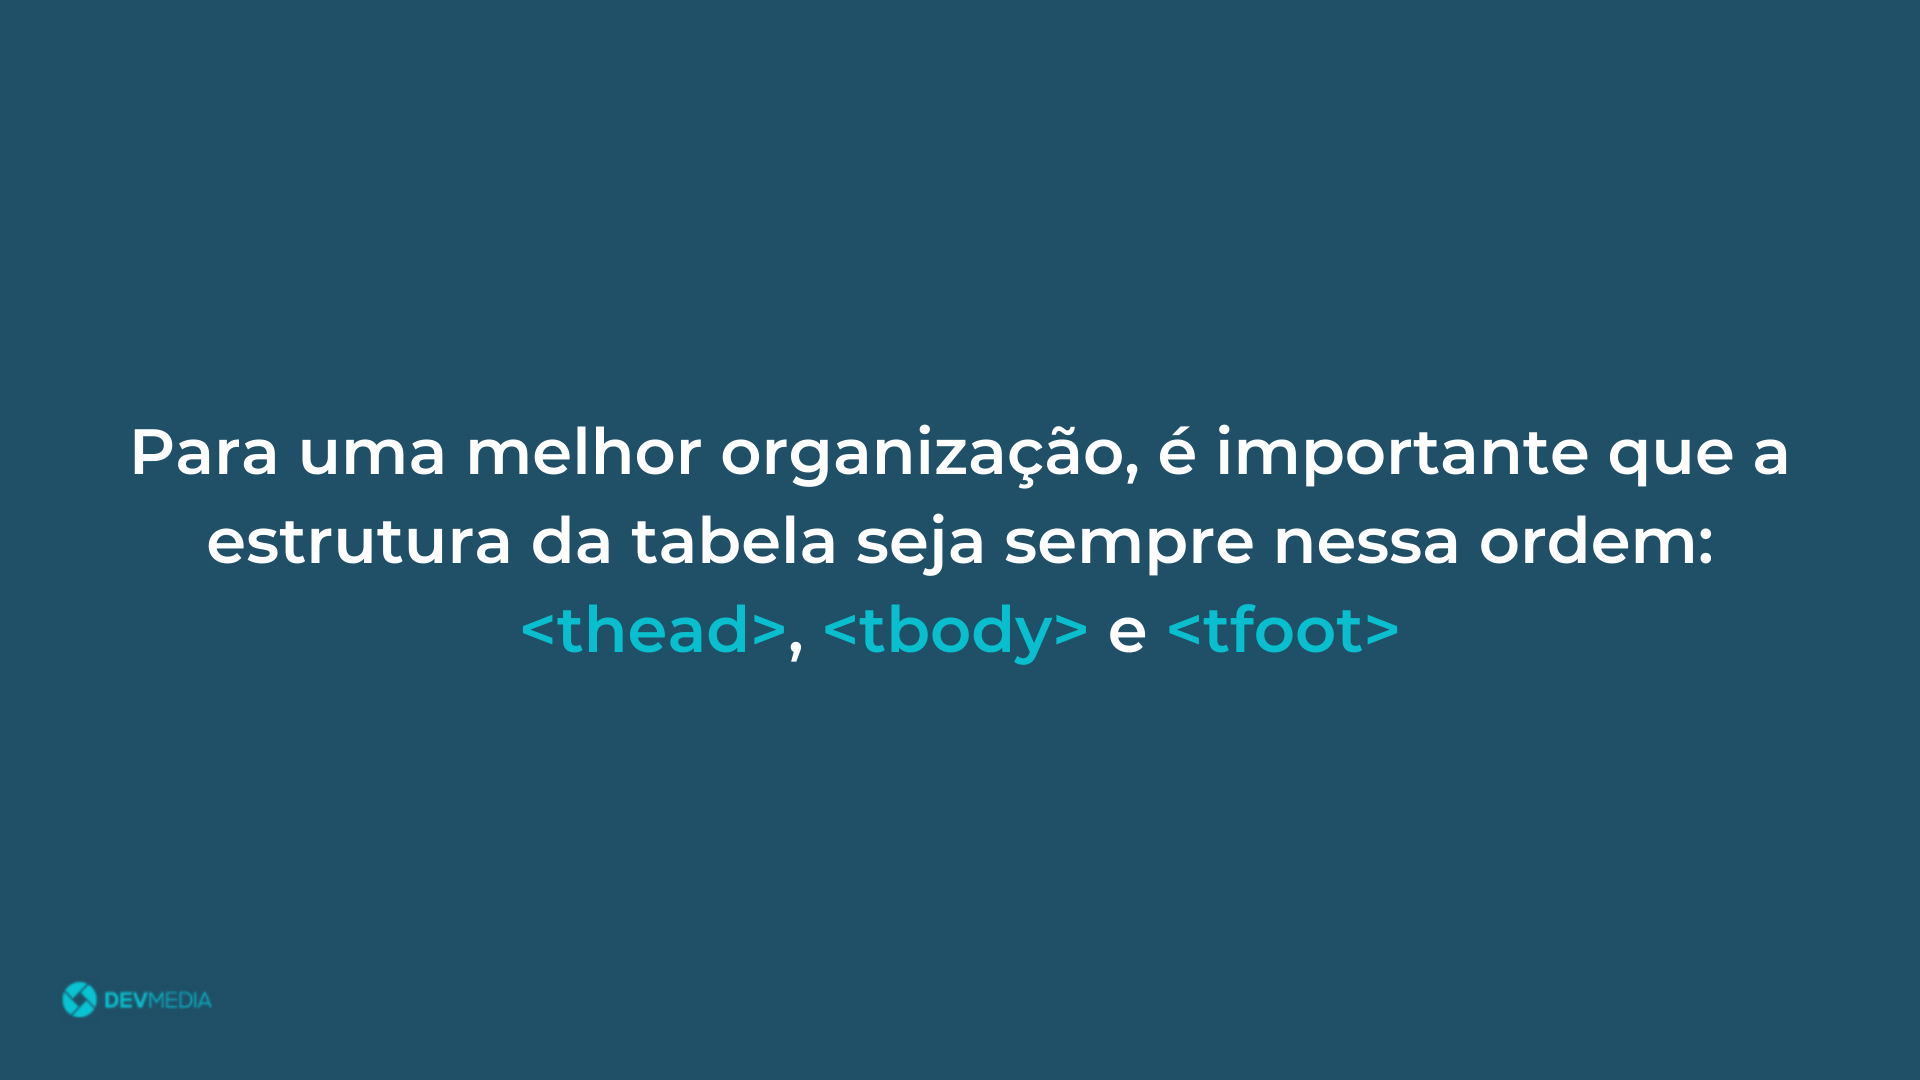 Para uma melhor organização, é importante que a
estrutura da tabela seja sempre nessa ordem:
<thead>, <tbody> e <tfoot>
DEVMEDIA